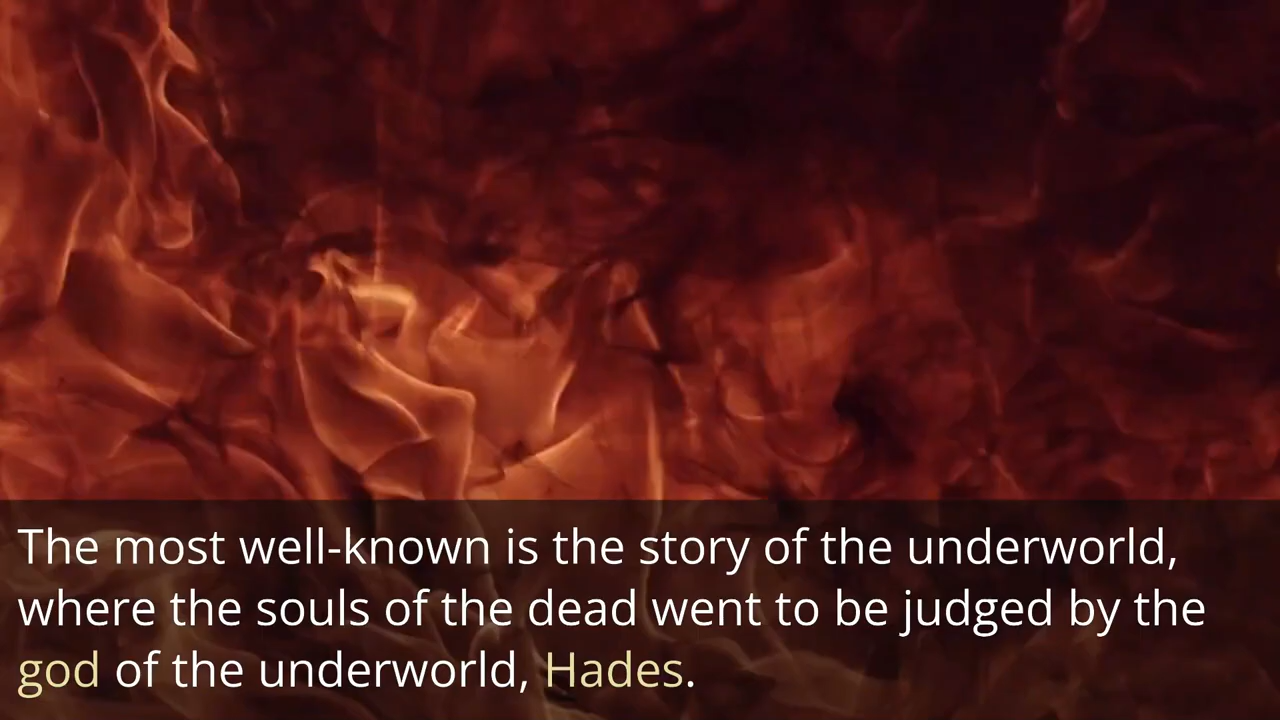 The most well-known is the story of the underworld,
where the souls of the dead went to be judged by the
god of the underworld, Hades.